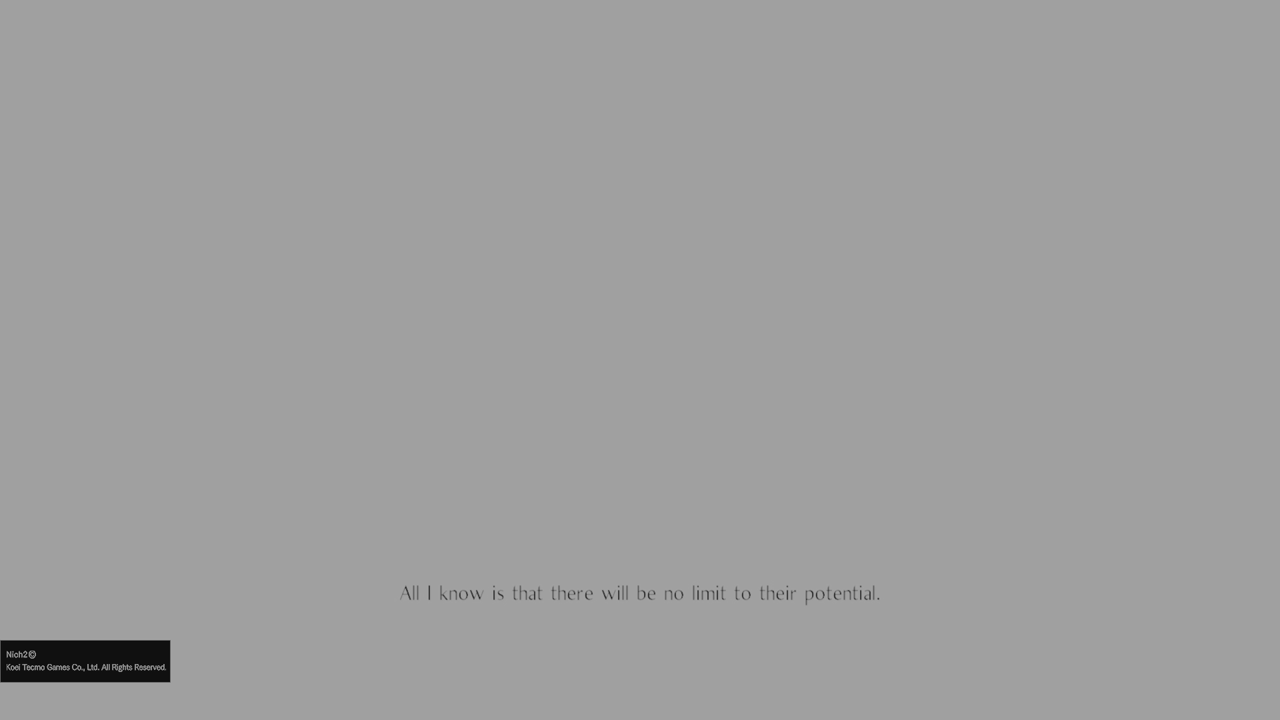 All I know is that there will be no limit to their potential.
Nioh2©
Koei Tecmo Games Co., Ltd. All Rights Reserved.